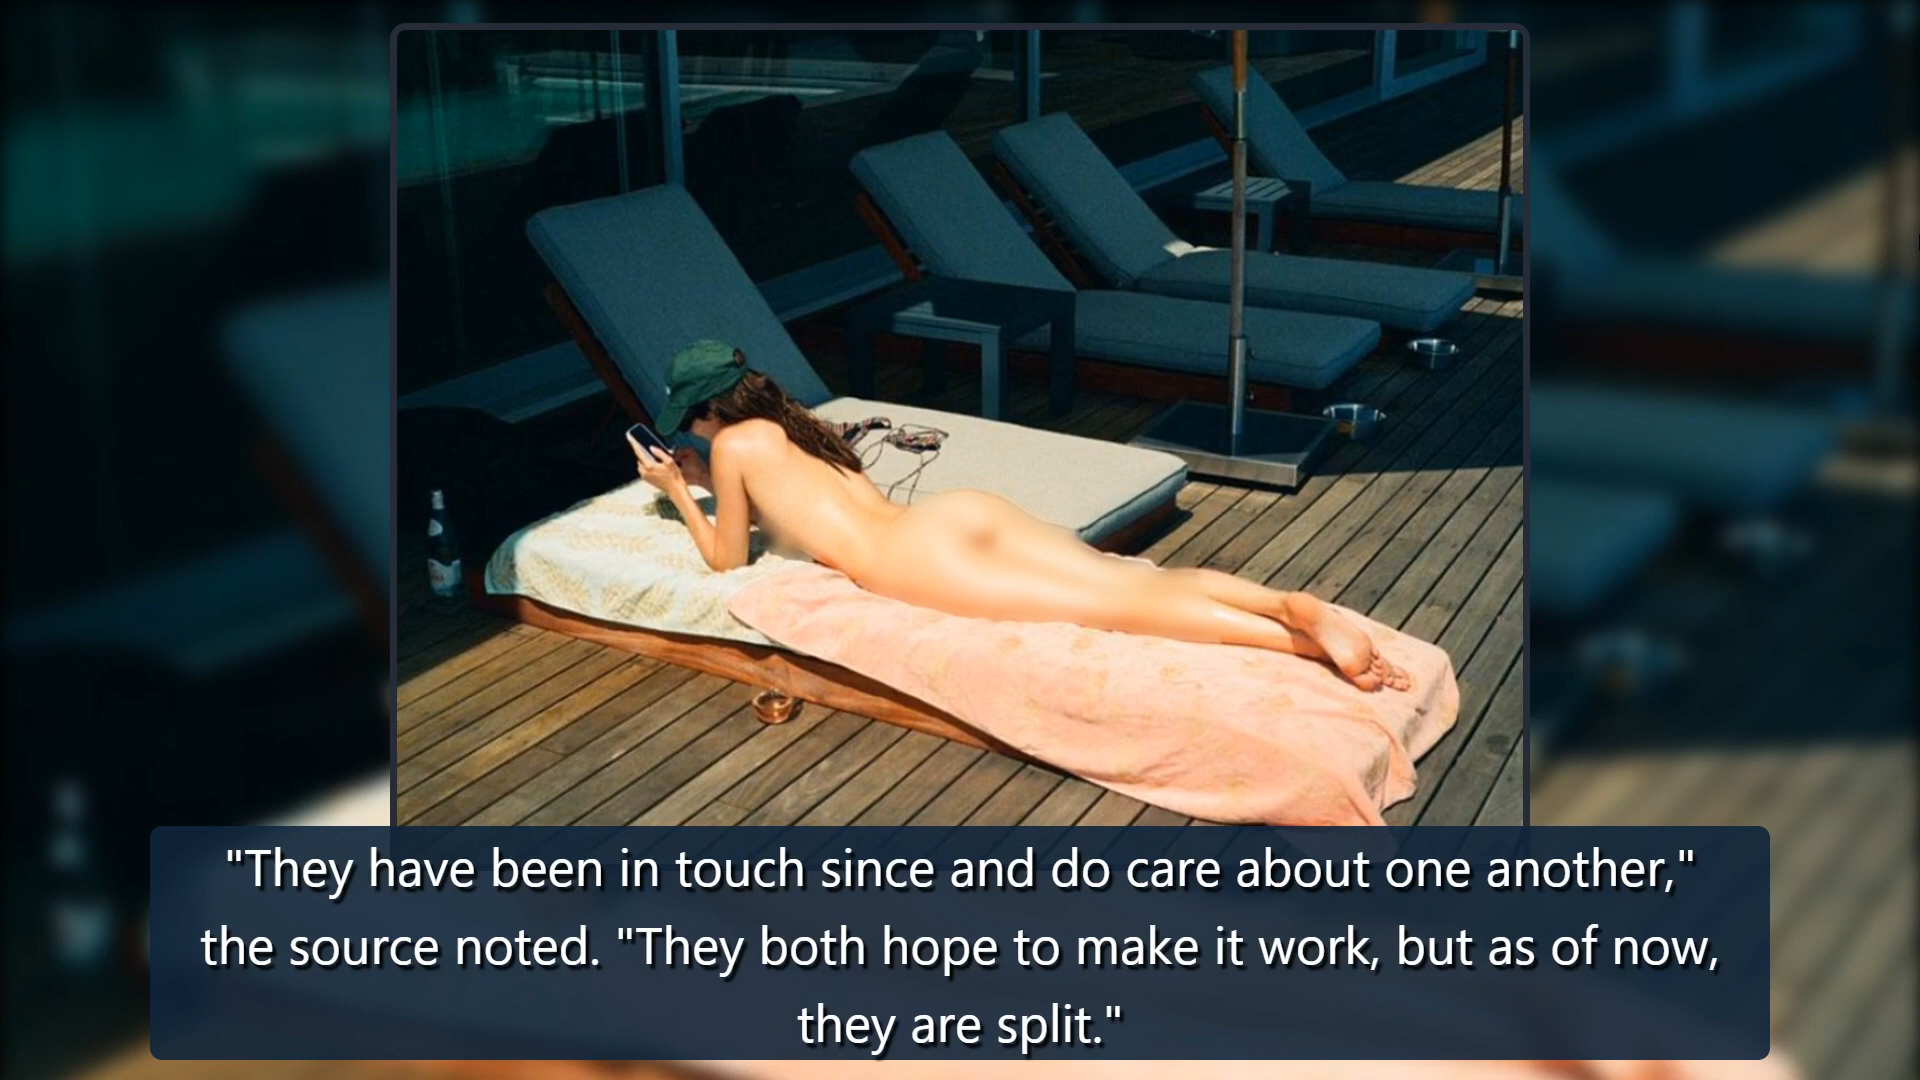 "They have been in touch since and do care about one another,"
the source noted. "They both hope to make it work, but as of now,
they are split."